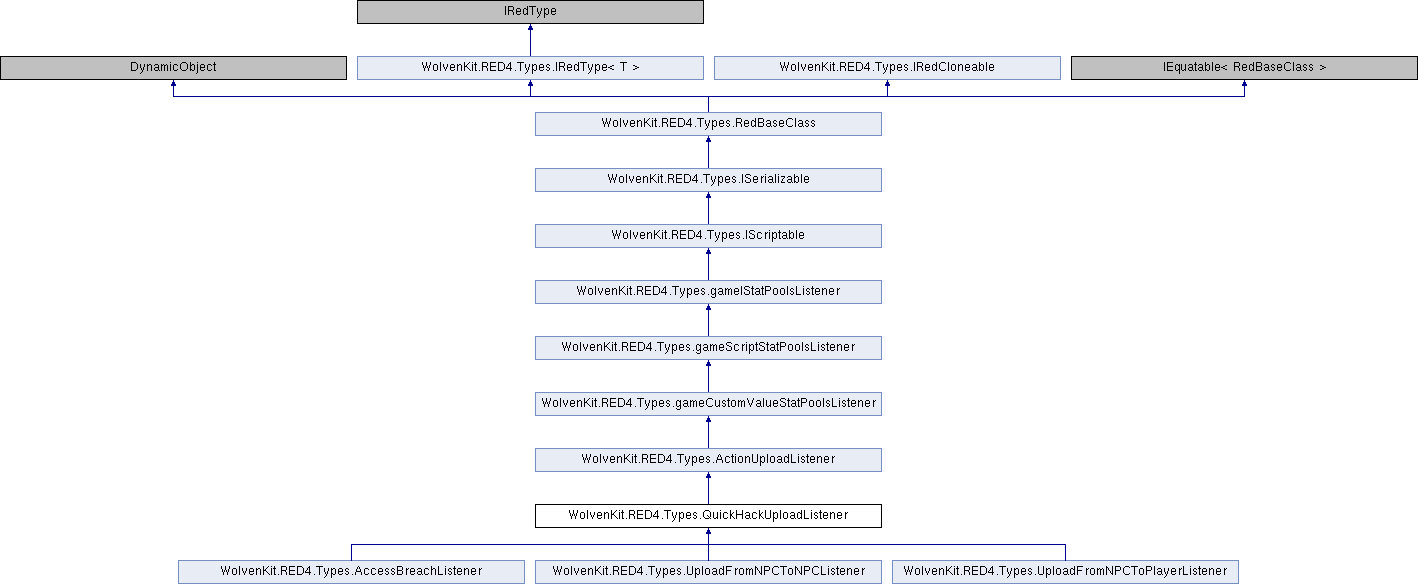 IRedType
DynamicObject
WolvenKit.RED4.Types.IRedType< T >
WolvenKit.RED4.Types.IRedCloneable
IEquatable< RedBaseClass >
WolvenKit.RED4.Types.RedBaseClass
WolvenKit.RED4.Types.ISerializable
WolvenKit.RED4.Types.IScriptable
WolvenKit.RED4.Types.gameIStatPoolsListener
WolvenKit.RED4.Types.gameScriptStatPoolsListener
WolvenKit.RED4.Types.gameCustomValueStatPoolsListener
WolvenKit.RED4.Types.ActionUploadListener
WolvenKit.RED4.Types.QuickHackUploadListener
WolvenKit.RED4.Types.AccessBreachListener
WolvenKit.RED4.Types.UploadFromNPCToNPCListener
WolvenKit.RED4.Types.UploadFromNPCToPlayerListener